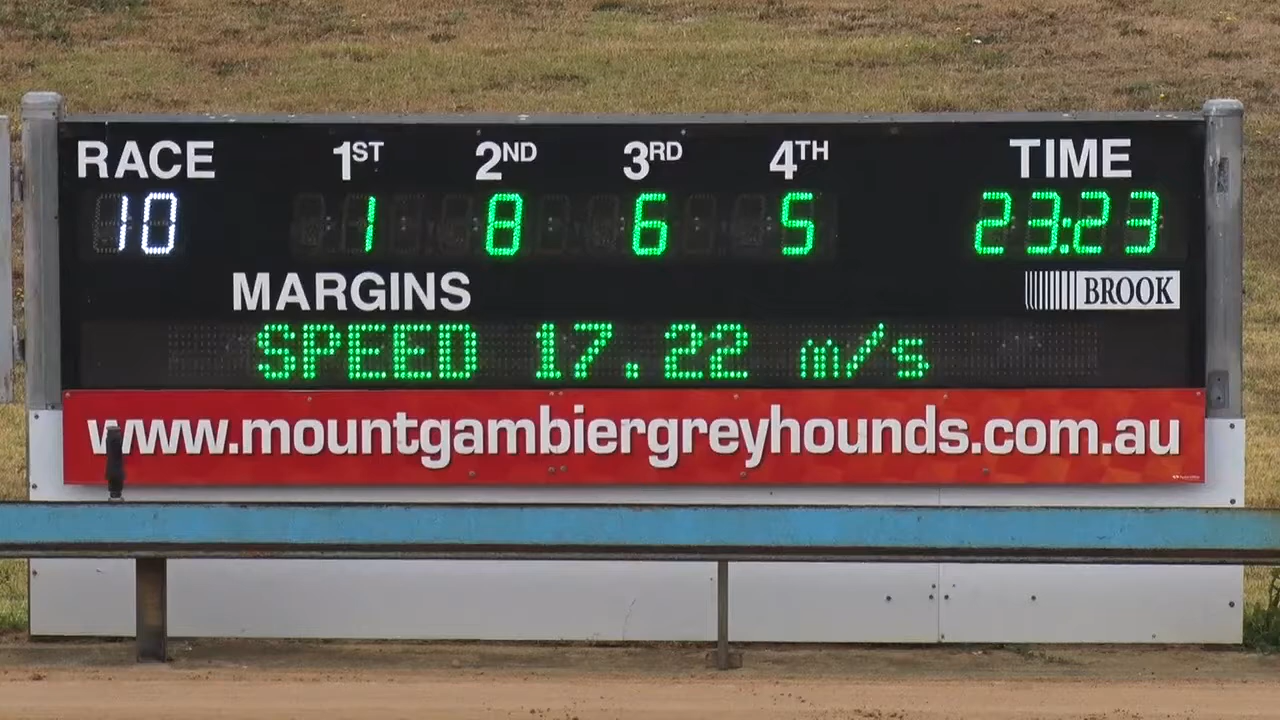 RACE 1ST 2ND 3RD 4TH TIME
10 1 8 6 5 23:23
MARGINS BROOK
SPEED 17.22 m/s
www.mountgambiergreyhounds.com.au